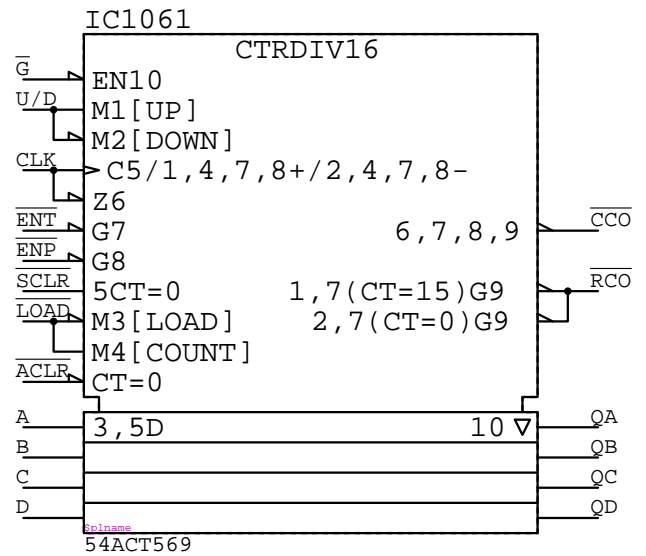 IC1061
CTRDIV16
G EN10
U/D M1[UP]
M2[DOWN]
CLK C5/1,4,7,8+/2,4,7,8-
Z6
ENT G7 6,7,8,9 CCO
ENP G8
SCLR 5CT=0 1,7(CT=15)G9 RCO
LOAD M3[LOAD] 2,7(CT=0)G9
M4[COUNT]
ACLR CT=0
A 3,5D 10 ▽ QA
B QB
C QC
D QD
$plname
54ACT569